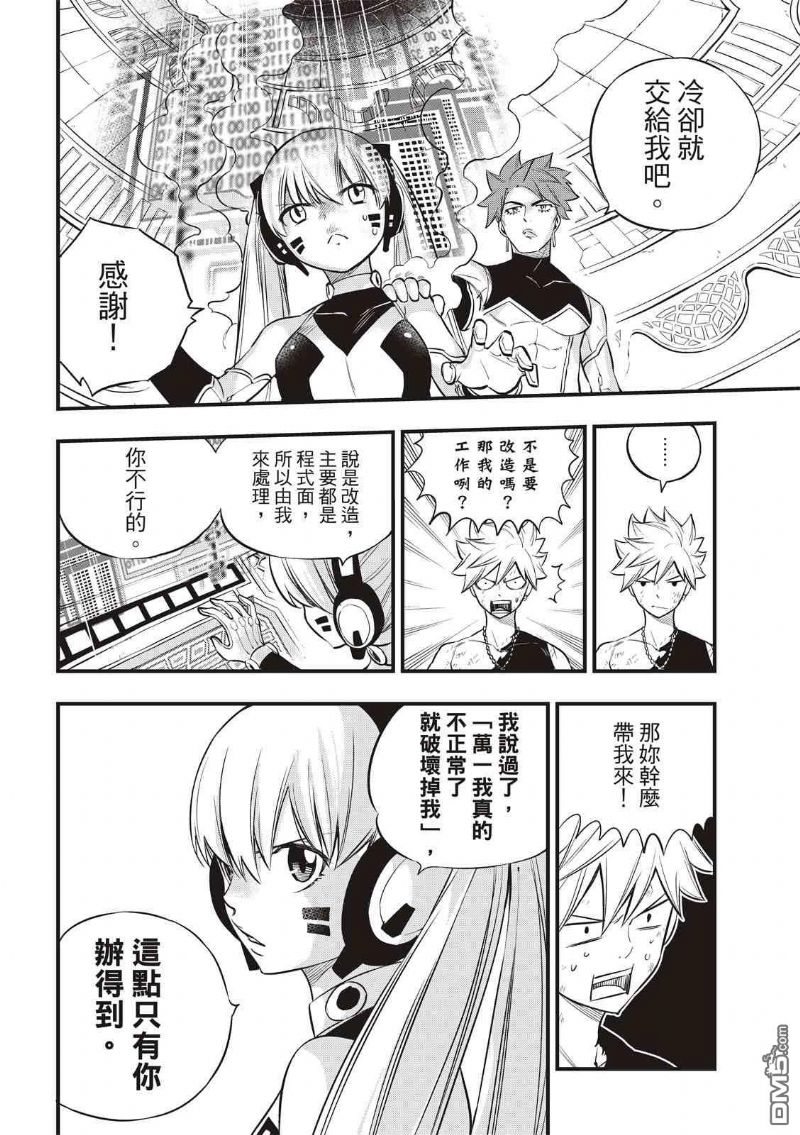 冷卻就
交給我吧。
感謝！
⋯
不是要
改造嗎？
那我的
工作咧？
說是改造，
主要都是
程式面，
所以由我
來處理，
你不行的。
那妳幹麼
帶我來！
我說過了，
「萬一我真的
不正常了
就破壞掉我」，
這點只有你
辦得到。
DM5.com